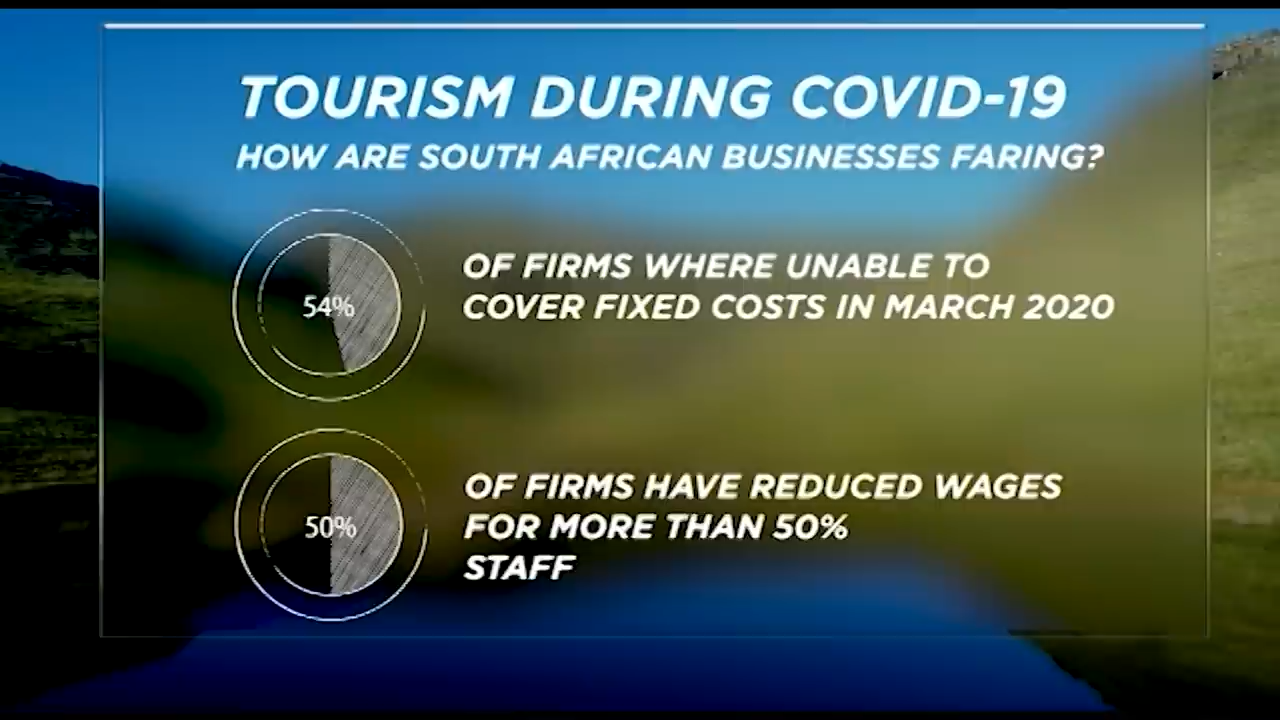 TOURISM DURING COVID-19
HOW ARE SOUTH AFRICAN BUSINESSES FARING?
54%
OF FIRMS WHERE UNABLE TO
COVER FIXED COSTS IN MARCH 2020
50%
OF FIRMS HAVE REDUCED WAGES
FOR MORE THAN 50%
STAFF